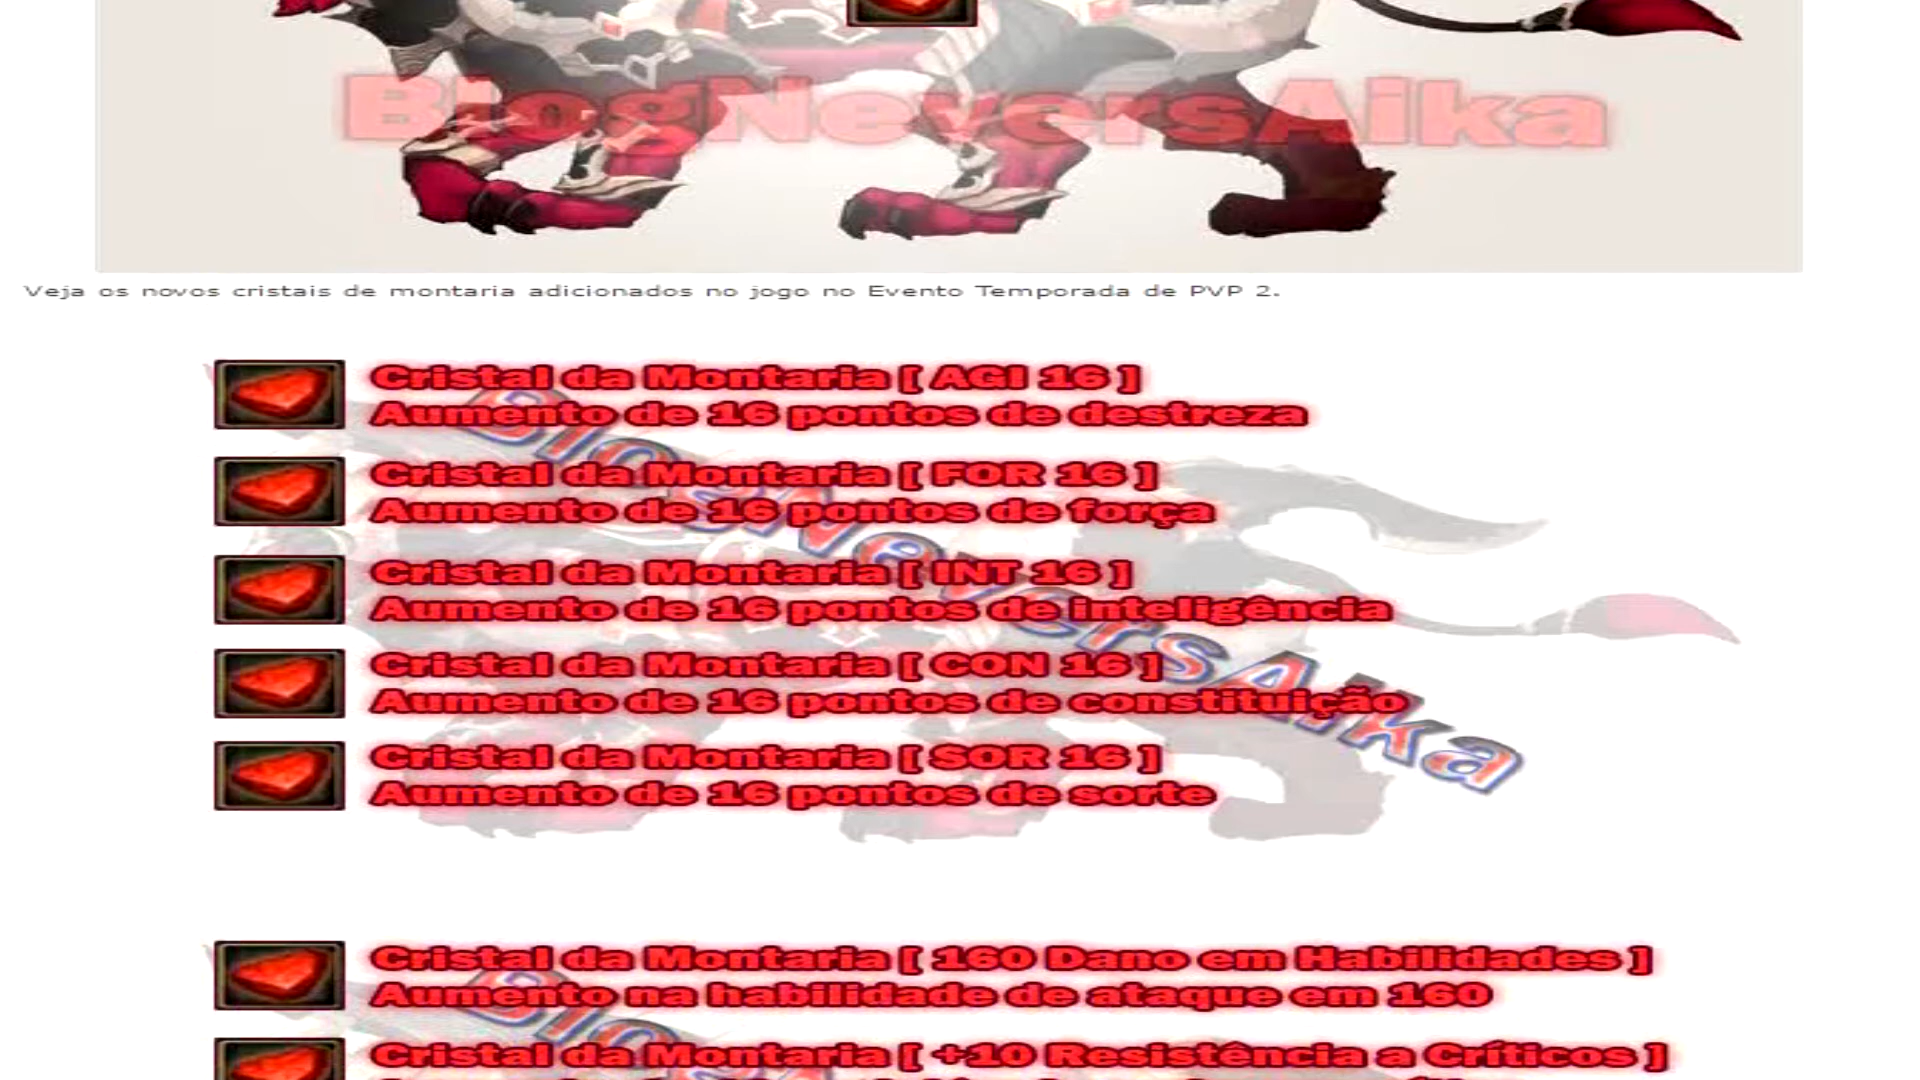 BlogNeversAika
Veja os novos cristais de montaria adicionados no jogo no Evento Temporada de PVP 2.
Cristal da Montaria [ AGI 16 ]
Aumento de 16 pontos de destreza
Cristal da Montaria [ FOR 16 ]
Aumento de 16 pontos de força
Cristal da Montaria [ INT 16 ]
Aumento de 16 pontos de inteligência
Cristal da Montaria [ CON 16 ]
Aumento de 16 pontos de constituição
Cristal da Montaria [ SOR 16 ]
Aumento de 16 pontos de sorte
BlogNeversAika
Cristal da Montaria [ 160 Dano em Habilidades ]
Aumento na habilidade de ataque em 160
Cristal da Montaria [ +10 Resistência a Críticos ]